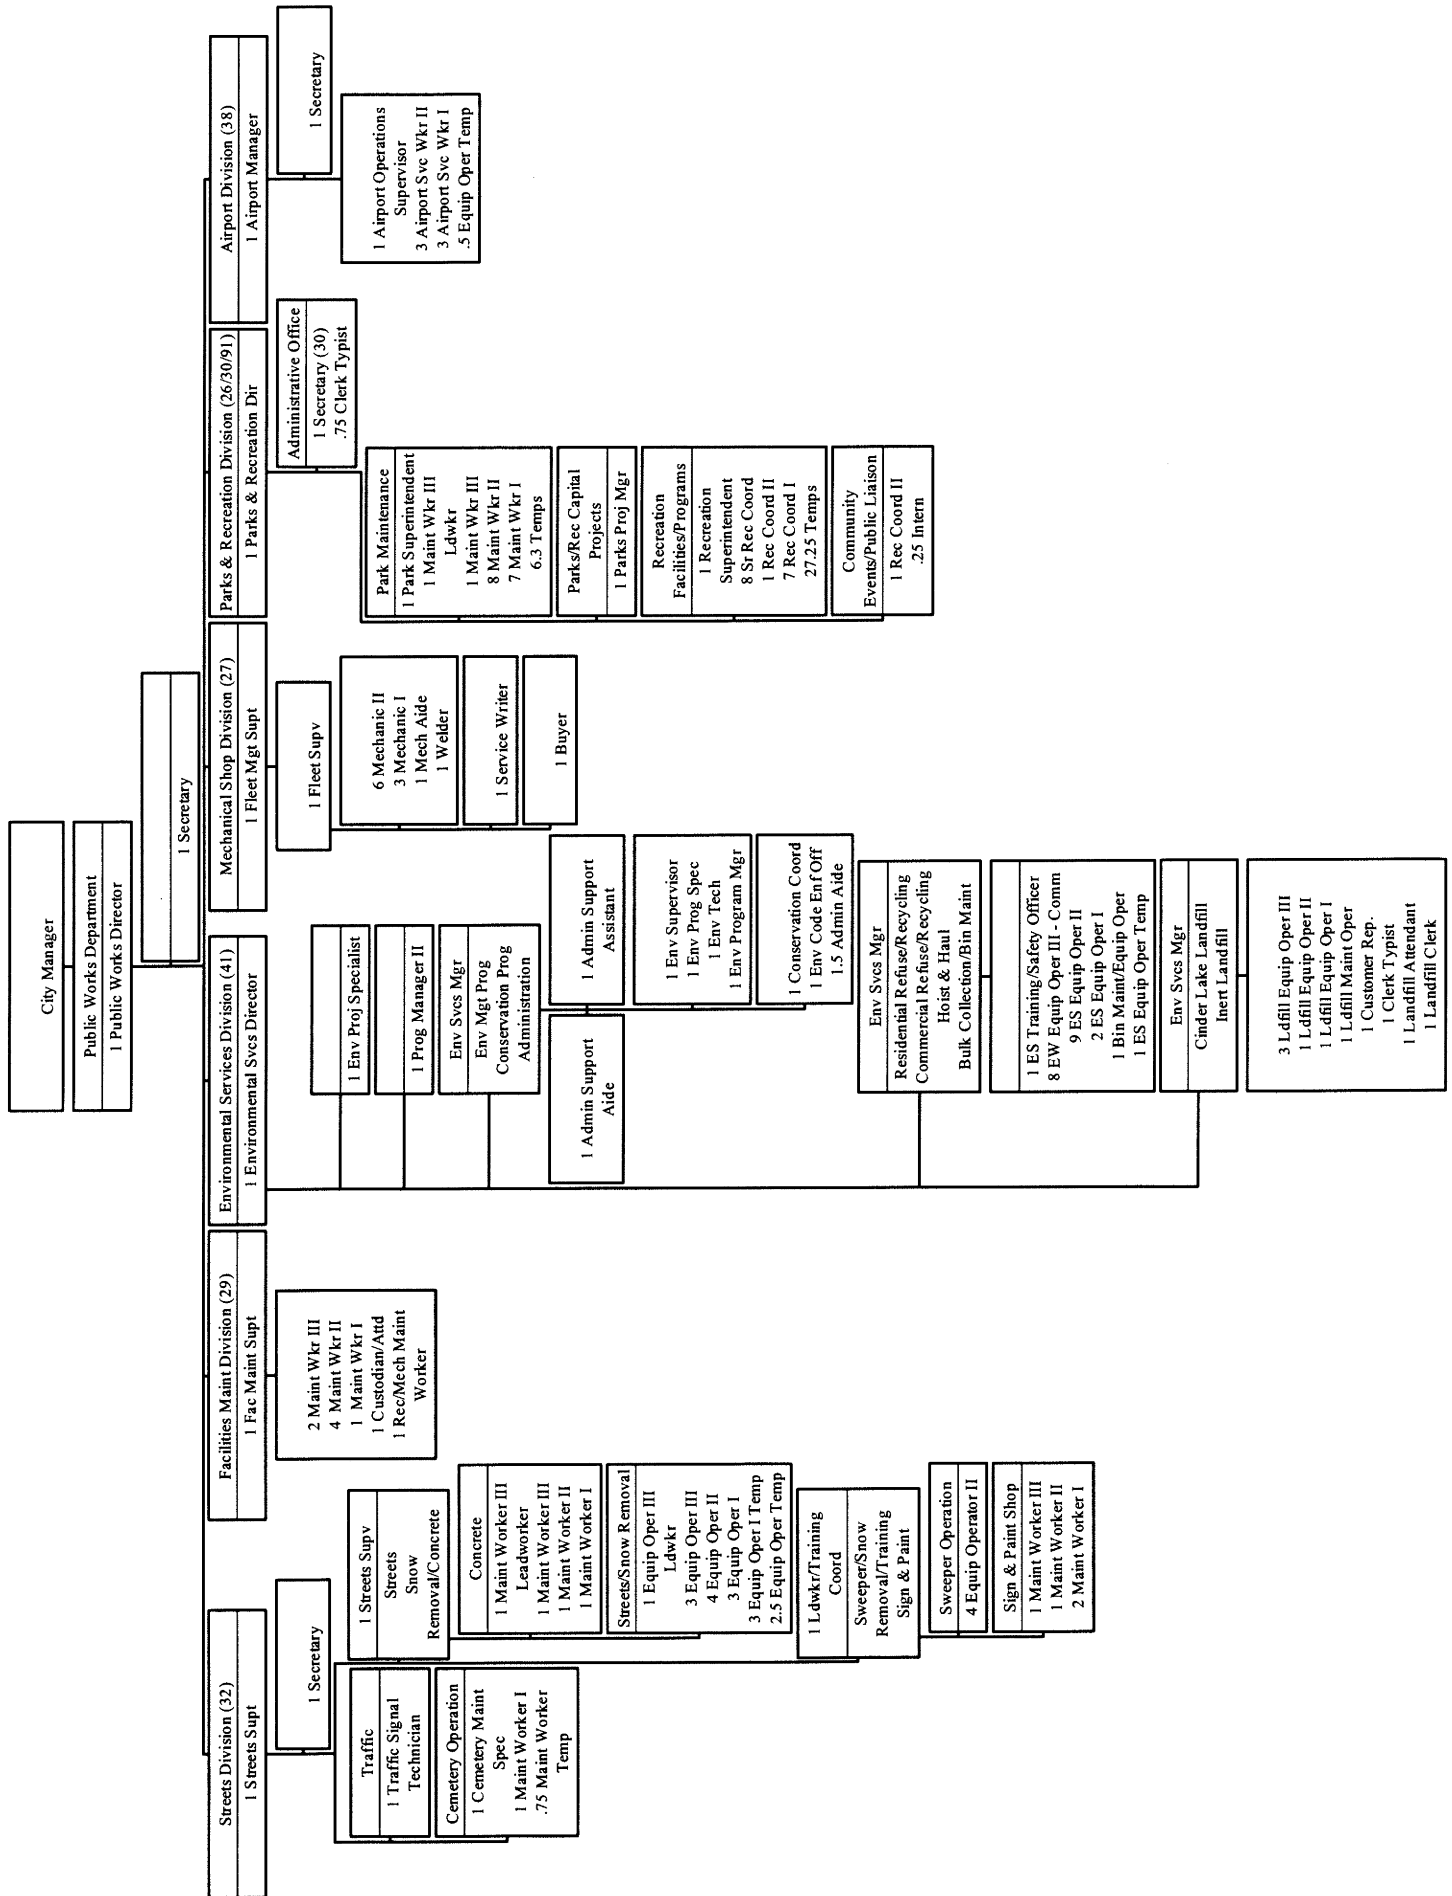 City Manager
Public Works Department
1 Public Works Director
1 Secretary
Streets Division (32)
1 Streets Supt
1 Secretary
Traffic
1 Traffic Signal
Technician
Cemetery Operation
1 Cemetery Maint
Spec
1 Maint Worker I
.75 Maint Worker
Temp
1 Streets Supv
Streets
Snow
Removal/Concrete
Concrete
1 Maint Worker III
Leadworker
1 Maint Worker III
1 Maint Worker II
1 Maint Worker I
Streets/Snow Removal
1 Equip Oper III
Ldwkr
3 Equip Oper III
4 Equip Oper II
3 Equip Oper I
3 Equip Oper I Temp
2.5 Equip Oper Temp
1 Ldwkr/Training
Coord
Sweeper/Snow
Removal/Training
Sign & Paint
Sweeper Operation
4 Equip Operator II
Sign & Paint Shop
1 Maint Worker III
1 Maint Worker II
2 Maint Worker I
Facilities Maint Division (29)
1 Fac Maint Supt
2 Maint Wkr III
4 Maint Wkr II
1 Maint Wkr I
1 Custodian/Attd
1 Rec/Mech Maint
Worker
Environmental Services Division (41)
1 Environmental Svcs Director
1 Env Proj Specialist
1 Prog Manager II
Env Svcs Mgr
Env Mgt Prog
Conservation Prog
Administration
1 Admin Support
Aide
1 Admin Support
Assistant
1 Env Supervisor
1 Env Prog Spec
1 Env Tech
1 Env Program Mgr
1 Conservation Coord
1 Env Code Enf Off
1.5 Admin Aide
Env Svcs Mgr
Residential Refuse/Recycling
Commercial Refuse/Recycling
Hoist & Haul
Bulk Collection/Bin Maint
1 ES Training/Safety Officer
8 EW Equip Oper III - Comm
9 ES Equip Oper II
2 ES Equip Oper I
1 Bin Maint/Equip Oper
1 ES Equip Oper Temp
Env Svcs Mgr
Cinder Lake Landfill
Inert Landfill
3 Ldfill Equip Oper III
1 Ldfill Equip Oper II
1 Ldfill Equip Oper I
1 Ldfill Maint Oper
1 Customer Rep.
1 Clerk Typist
1 Landfill Attendant
1 Landfill Clerk
Mechanical Shop Division (27)
1 Fleet Mgt Supt
1 Fleet Supv
6 Mechanic II
3 Mechanic I
1 Mech Aide
1 Welder
1 Service Writer
1 Buyer
Parks & Recreation Division (26/30/91)
1 Parks & Recreation Dir
Administrative Office
1 Secretary (30)
.75 Clerk Typist
Park Maintenance
1 Park Superintendent
1 Maint Wkr III
Ldwkr
1 Maint Wkr III
8 Maint Wkr II
7 Maint Wkr I
6.3 Temps
Parks/Rec Capital
Projects
1 Parks Proj Mgr
Recreation
Facilities/Programs
1 Recreation
Superintendent
8 Sr Rec Coord
1 Rec Coord II
7 Rec Coord I
27.25 Temps
Community
Events/Public Liaison
1 Rec Coord II
.25 Intern
Airport Division (38)
1 Airport Manager
1 Secretary
1 Airport Operations
Supervisor
3 Airport Svc Wkr II
3 Airport Svc Wkr I
.5 Equip Oper Temp